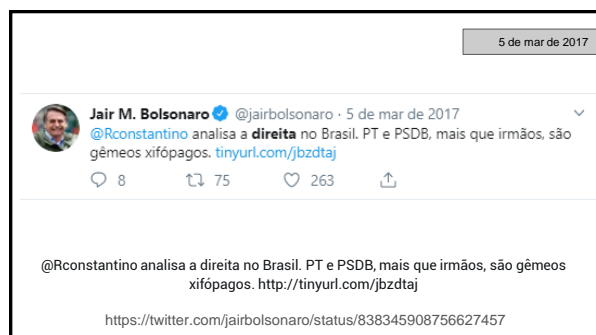 5 de mar de 2017
Jair M. Bolsonaro @jairbolsonaro · 5 de mar de 2017
@Rconstantino analisa a direita no Brasil. PT e PSDB, mais que irmãos, são
gêmeos xifópagos. tinyurl.com/jbzdtaj
8 75 263
@Rconstantino analisa a direita no Brasil. PT e PSDB, mais que irmãos, são gêmeos
xifópagos. http://tinyurl.com/jbzdtaj
https://twitter.com/jairbolsonaro/status/838345908756627457